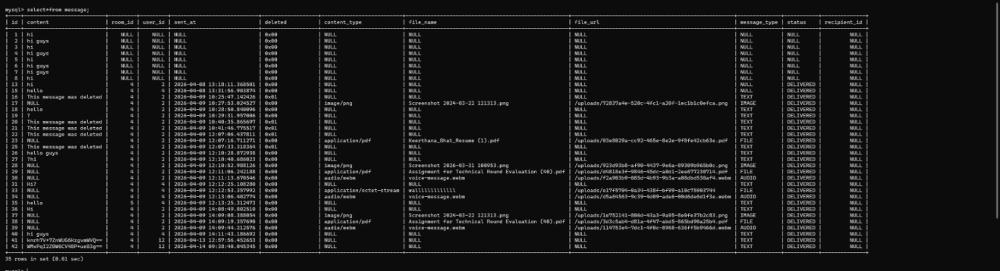 mysql> select*from message;
| id | content | room_id | user_id | sent_at | deleted | content_type | file_name | file_url | message_type | status | recipient_id |
| 1 | hi | NULL | NULL | NULL | 0x00 | NULL | NULL | NULL | NULL | NULL | NULL |
| 2 | hi guys | NULL | NULL | NULL | 0x00 | NULL | NULL | NULL | NULL | NULL | NULL |
| 3 | hi | NULL | NULL | NULL | 0x00 | NULL | NULL | NULL | NULL | NULL | NULL |
| 4 | hi guys | NULL | NULL | NULL | 0x00 | NULL | NULL | NULL | NULL | NULL | NULL |
| 5 | hi | NULL | NULL | NULL | 0x00 | NULL | NULL | NULL | NULL | NULL | NULL |
| 6 | hi guys | NULL | NULL | NULL | 0x00 | NULL | NULL | NULL | NULL | NULL | NULL |
| 7 | hi guys | NULL | NULL | NULL | 0x00 | NULL | NULL | NULL | NULL | NULL | NULL |
| 8 | hi | NULL | NULL | NULL | 0x00 | NULL | NULL | NULL | NULL | NULL | NULL |
| 13 | hi | 4 | 2 | 2026-04-08 13:18:11.368501 | 0x00 | NULL | NULL | NULL | NULL | DELIVERED | NULL |
| 15 | hello | 4 | 4 | 2026-04-08 13:31:56.903874 | 0x00 | NULL | NULL | NULL | NULL | DELIVERED | NULL |
| 16 | This message was deleted | 4 | 2 | 2026-04-09 10:25:47.142426 | 0x01 | NULL | NULL | NULL | TEXT | DELIVERED | NULL |
| 17 | NULL | 4 | 2 | 2026-04-09 10:27:53.024527 | 0x00 | image/png | Screenshot 2024-03-22 121313.png | /uploads/72837a4e-520c-4fc1-a20f-1ec1b1c0efca.png | IMAGE | DELIVERED | NULL |
| 18 | hello | 4 | 2 | 2026-04-09 10:28:50.840096 | 0x00 | NULL | NULL | NULL | TEXT | DELIVERED | NULL |
| 19 | ? | 4 | 2 | 2026-04-09 10:29:31.957006 | 0x00 | NULL | NULL | NULL | TEXT | DELIVERED | NULL |
| 20 | This message was deleted | 4 | 2 | 2026-04-09 10:40:35.865697 | 0x01 | NULL | NULL | NULL | TEXT | DELIVERED | NULL |
| 21 | This message was deleted | 4 | 2 | 2026-04-09 10:41:46.775517 | 0x01 | NULL | NULL | NULL | TEXT | DELIVERED | NULL |
| 22 | This message was deleted | 4 | 2 | 2026-04-09 12:07:06.437811 | 0x01 | NULL | NULL | NULL | TEXT | DELIVERED | NULL |
| 23 | NULL | 4 | 2 | 2026-04-09 12:07:16.711271 | 0x00 | application/pdf | Keerthana_Bhat_Resume (1).pdf | /uploads/03e8029a-cc92-465e-8e2e-9f8fe42cb63e.pdf | FILE | DELIVERED | NULL |
| 25 | This message was deleted | 4 | 2 | 2026-04-09 12:07:33.318364 | 0x01 | NULL | NULL | NULL | TEXT | DELIVERED | NULL |
| 26 | hello guys | 4 | 2 | 2026-04-09 12:10:28.872938 | 0x00 | NULL | NULL | NULL | TEXT | DELIVERED | NULL |
| 27 | ?hi | 4 | 2 | 2026-04-09 12:10:40.686023 | 0x00 | NULL | NULL | NULL | TEXT | DELIVERED | NULL |
| 28 | NULL | 4 | 2 | 2026-04-09 12:10:52.988126 | 0x00 | image/png | Screenshot 2026-03-31 100953.png | /uploads/923d93b8-af90-4437-9e6a-89309b965b0c.png | IMAGE | DELIVERED | NULL |
| 29 | NULL | 4 | 2 | 2026-04-09 12:11:06.242188 | 0x00 | application/pdf | Assignment for Technical Round Evaluation (40).pdf | /uploads/d4818e3f-9846-45dc-a8d1-2ee677230714.pdf | FILE | DELIVERED | NULL |
| 30 | NULL | 4 | 2 | 2026-04-09 12:11:13.670546 | 0x00 | audio/webm | voice-message.webm | /uploads/f2a903b9-085d-4b93-9b3a-a08dbd530af4.webm | AUDIO | DELIVERED | NULL |
| 31 | Hi? | 4 | 4 | 2026-04-09 12:12:25.108280 | 0x00 | NULL | NULL | NULL | TEXT | DELIVERED | NULL |
| 33 | NULL | 4 | 4 | 2026-04-09 12:12:53.357992 | 0x00 | application/octet-stream | | /uploads/e17f5704-0a34-438f-bf99-a10c75903744 | FILE | DELIVERED | NULL |
| 34 | NULL | 4 | 4 | 2026-04-09 12:13:06.402774 | 0x00 | audio/webm | voice-message.webm | /uploads/d5a64563-9c39-4d09-ade6-00d6de6d1f3e.webm | AUDIO | DELIVERED | NULL |
| 35 | hello | 5 | 4 | 2026-04-09 12:13:25.312473 | 0x00 | NULL | NULL | NULL | TEXT | DELIVERED | NULL |
| 36 | Hi | 4 | 2 | 2026-04-09 14:08:49.802510 | 0x00 | NULL | NULL | NULL | TEXT | DELIVERED | NULL |
| 37 | NULL | 4 | 2 | 2026-04-09 14:09:08.388054 | 0x00 | image/png | Screenshot 2024-03-22 121313.png | /uploads/1e752141-806d-43a3-9a95-8e0fe37b2c83.png | IMAGE | DELIVERED | NULL |
| 38 | NULL | 4 | 2 | 2026-04-09 14:09:19.357690 | 0x00 | application/pdf | Assignment for Technical Round Evaluation (40).pdf | /uploads/3d3c5ab4-d81a-4f47-abd5-865bd90a25b4.pdf | FILE | DELIVERED | NULL |
| 39 | NULL | 4 | 2 | 2026-04-09 14:09:44.212576 | 0x00 | audio/webm | voice-message.webm | /uploads/114753e4-7dc1-4f0c-8968-636ff5b9466d.webm | AUDIO | DELIVERED | NULL |
| 40 | hi guys | 4 | 4 | 2026-04-09 14:11:43.186692 | 0x00 | NULL | NULL | NULL | TEXT | DELIVERED | NULL |
| 41 | | 4 | 12 | 2026-04-13 12:57:56.452653 | 0x00 | NULL | NULL | NULL | TEXT | DELIVERED | NULL |
| 42 | | 4 | 12 | 2026-04-14 09:38:40.045345 | 0x00 | NULL | NULL | NULL | TEXT | DELIVERED | NULL |
35 rows in set (0.01 sec)
mysql>